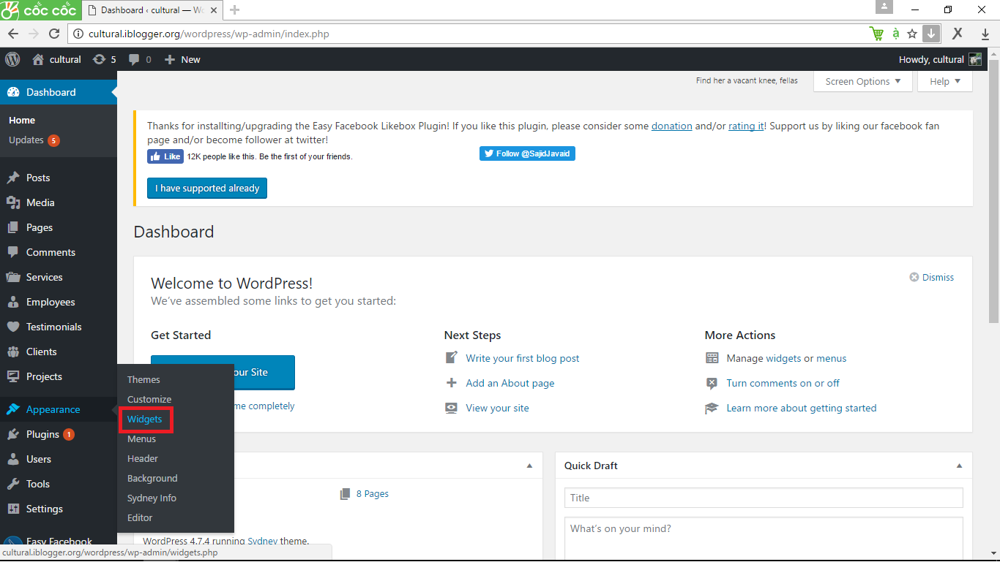 cốc cốc
Dashboard ‹ cultural — Wo
cultural.iblogger.org/wordpress/wp-admin/index.php
cultural
5
0
New
Howdy, cultural
Find her a vacant knee, fellas
Screen Options
Help
Dashboard
Home
Updates 5
Posts
Media
Pages
Comments
Services
Employees
Testimonials
Clients
Projects
Appearance
Plugins 1
Users
Tools
Settings
Easy Facebook
Themes
Customize
Widgets
Menus
Header
Background
Sydney Info
Editor
Thanks for installting/upgrading the Easy Facebook Likebox Plugin! If you like this plugin, please consider some donation and/or rating it! Support us by liking our facebook fan
page and/or become follower at twitter!
Like 12K people like this. Be the first of your friends.
Follow @SajidJavaid
I have supported already
Dashboard
Welcome to WordPress!
We've assembled some links to get you started:
Dismiss
Get Started
our Site
me completely
Next Steps
Write your first blog post
Add an About page
View your site
More Actions
Manage widgets or menus
Turn comments on or off
Learn more about getting started
8 Pages
WordPress 4.7.4 running Sydney theme.
Quick Draft
Title
What's on your mind?
cultural.iblogger.org/wordpress/wp-admin/widgets.php